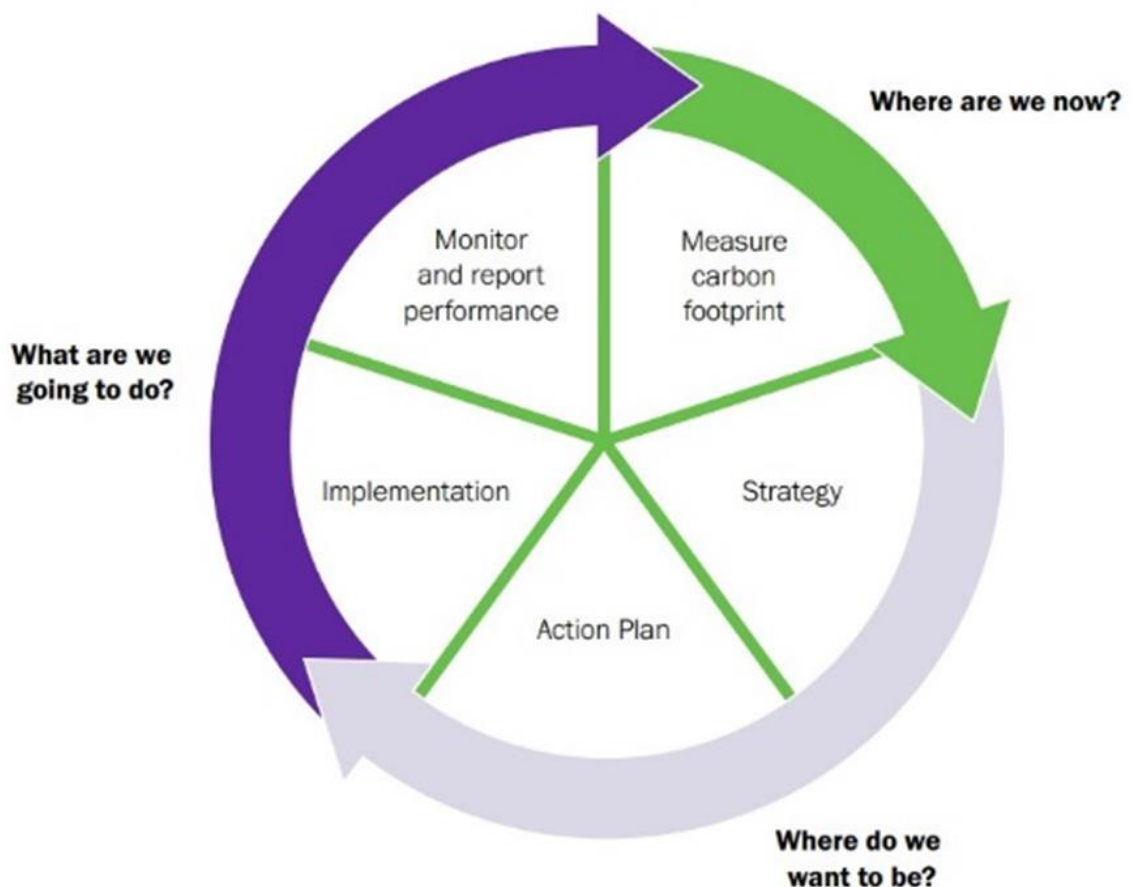 Where are we now?
Measure
carbon
footprint
Strategy
Where do we
want to be?
Action Plan
Implementation
What are we
going to do?
Monitor
and report
performance